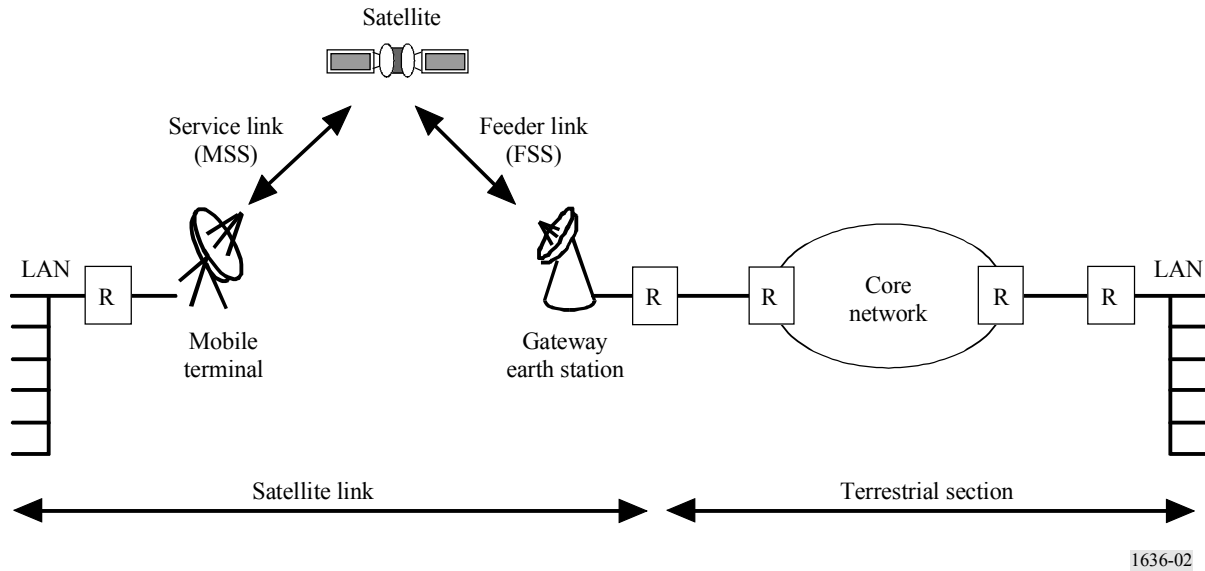 Satellite
Service link
(MSS)
Feeder link
(FSS)
LAN
R
Mobile
terminal
Gateway
earth station
R
R
Core
network
R
R
LAN
Satellite link
Terrestrial section
1636-02